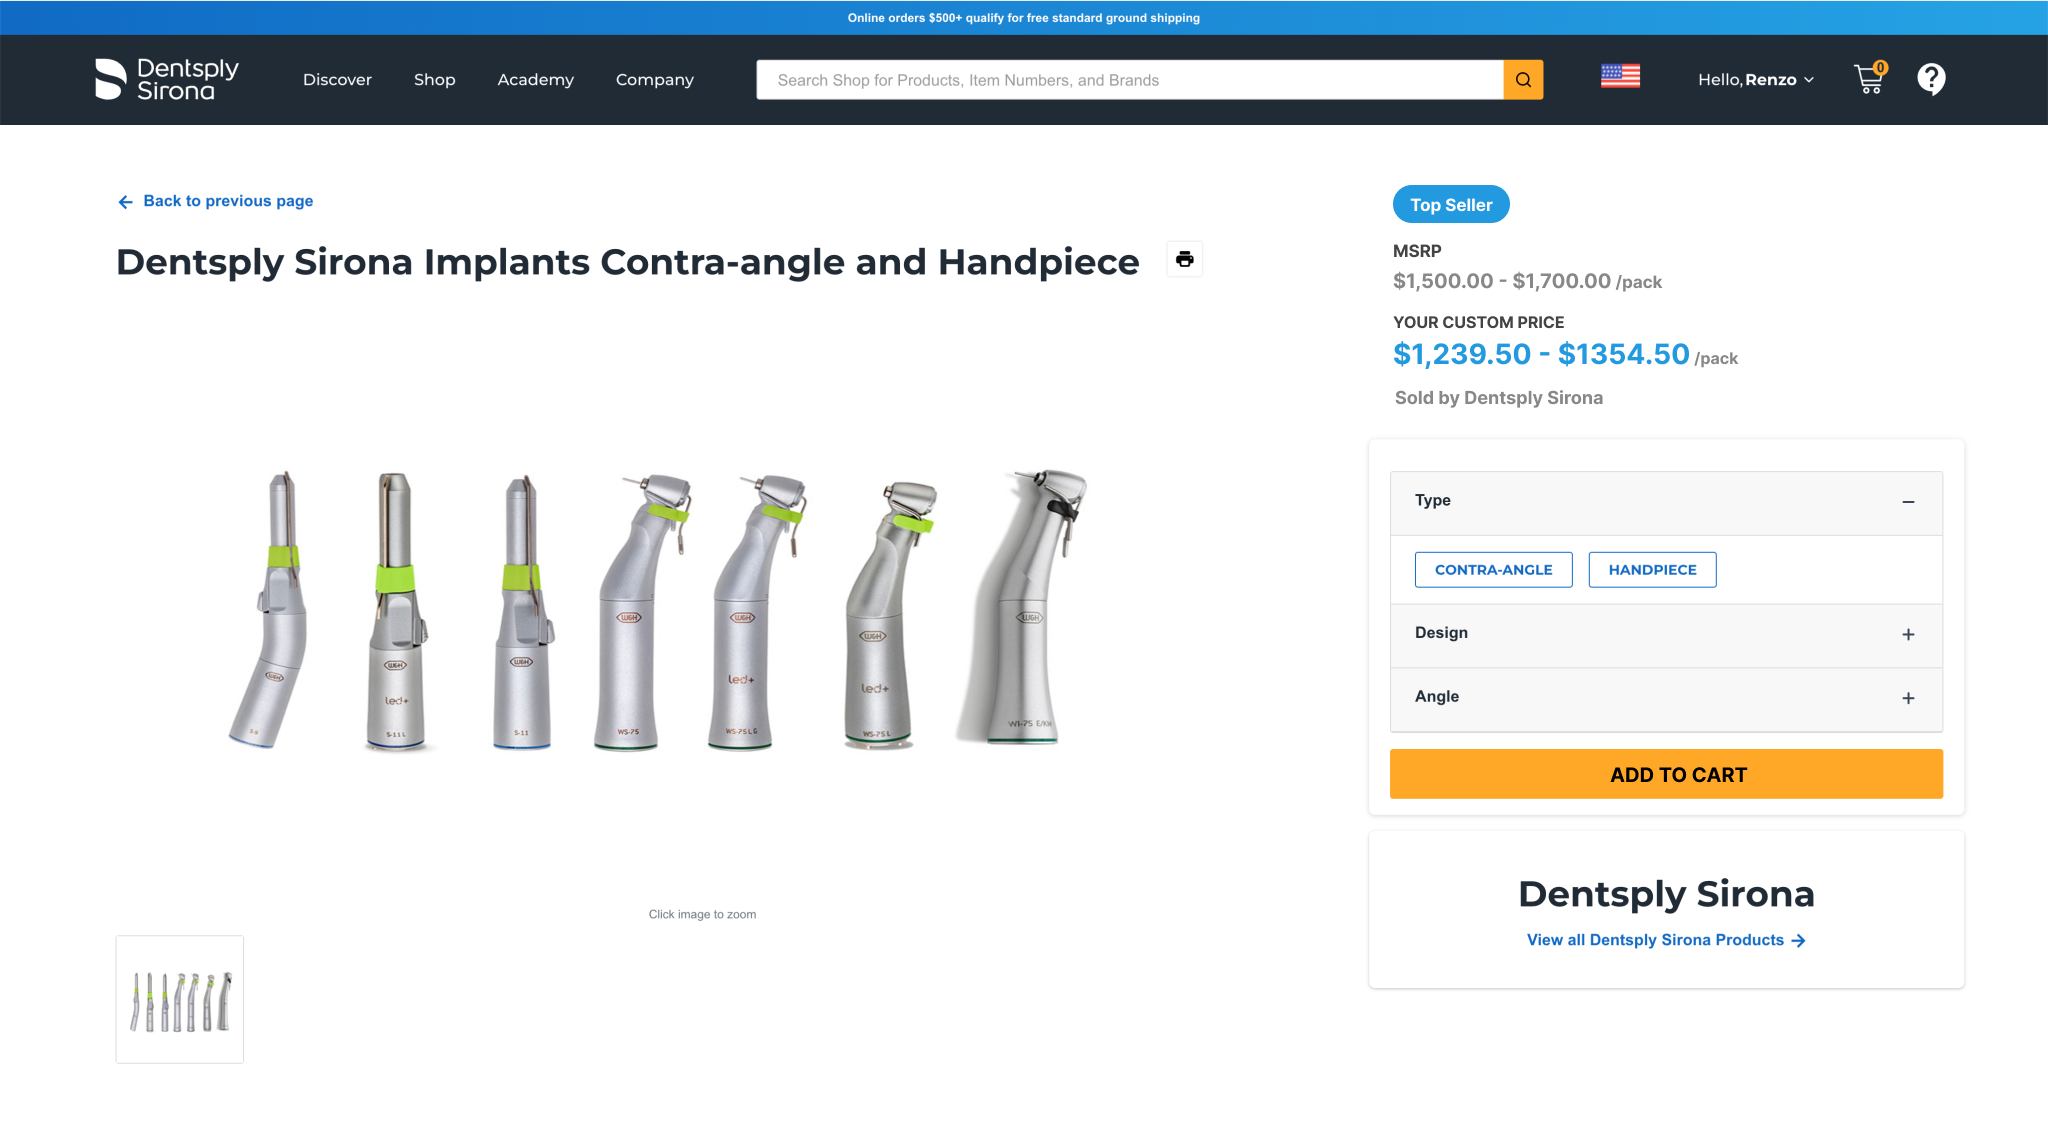 Online orders $500+ qualify for free standard ground shipping
Dentsply
Sirona
Discover
Shop
Academy
Company
Search Shop for Products, Item Numbers, and Brands
Hello, Renzo
0
?
Back to previous page
Dentsply Sirona Implants Contra-angle and Handpiece
Top Seller
MSRP
$1,500.00 - $1,700.00 /pack
YOUR CUSTOM PRICE
$1,239.50 - $1354.50 /pack
Sold by Dentsply Sirona
Type
CONTRA-ANGLE
HANDPIECE
Design
Angle
ADD TO CART
W&H
S-9
W&H
led+
S-11 L
W&H
S-11
W&H
WS-75
W&H
led+
WS-75 L G
W&H
led+
WS-75 L
W&H
WI-75 E/KM
Click image to zoom
Dentsply Sirona
View all Dentsply Sirona Products